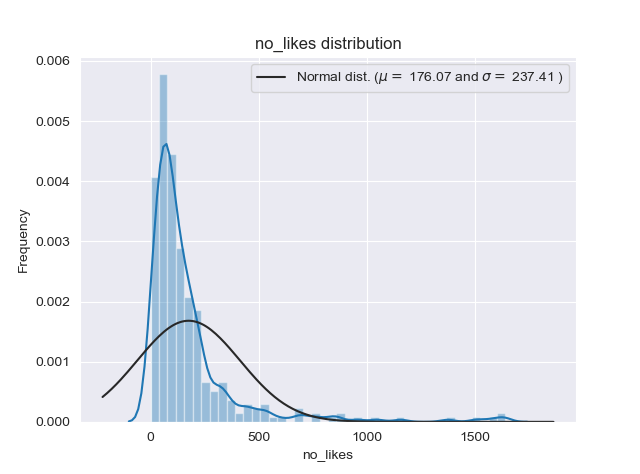 no_likes distribution
Normal dist. (μ = 176.07 and σ = 237.41 )
Frequency
0.006
0.005
0.004
0.003
0.002
0.001
0.000
0 500 1000 1500
no_likes